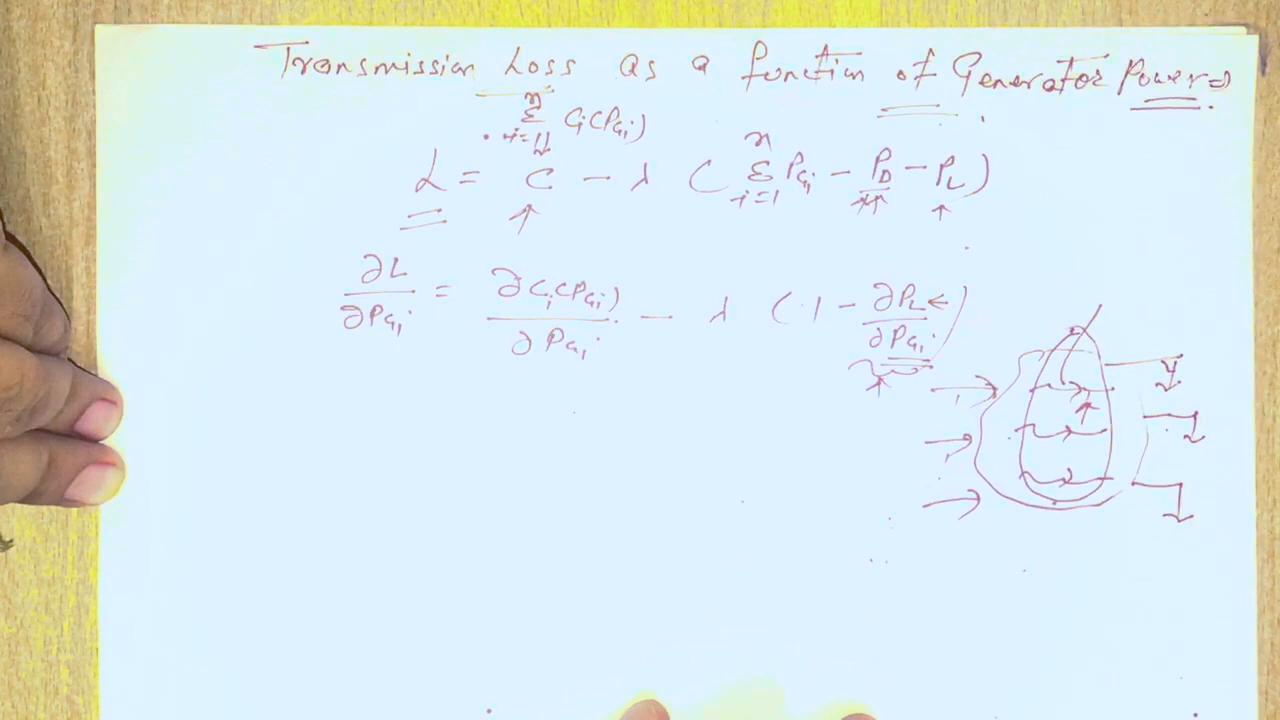 Transmission Loss as a function of Generator Power⇒
n Σ i=1 Ci(PGi)
L = C − λ ( n Σ i=1 PGi − PD − PL )
∂L / ∂PGi = ∂Ci(PGi) / ∂PGi − λ ( 1 − ∂PL / ∂PGi )